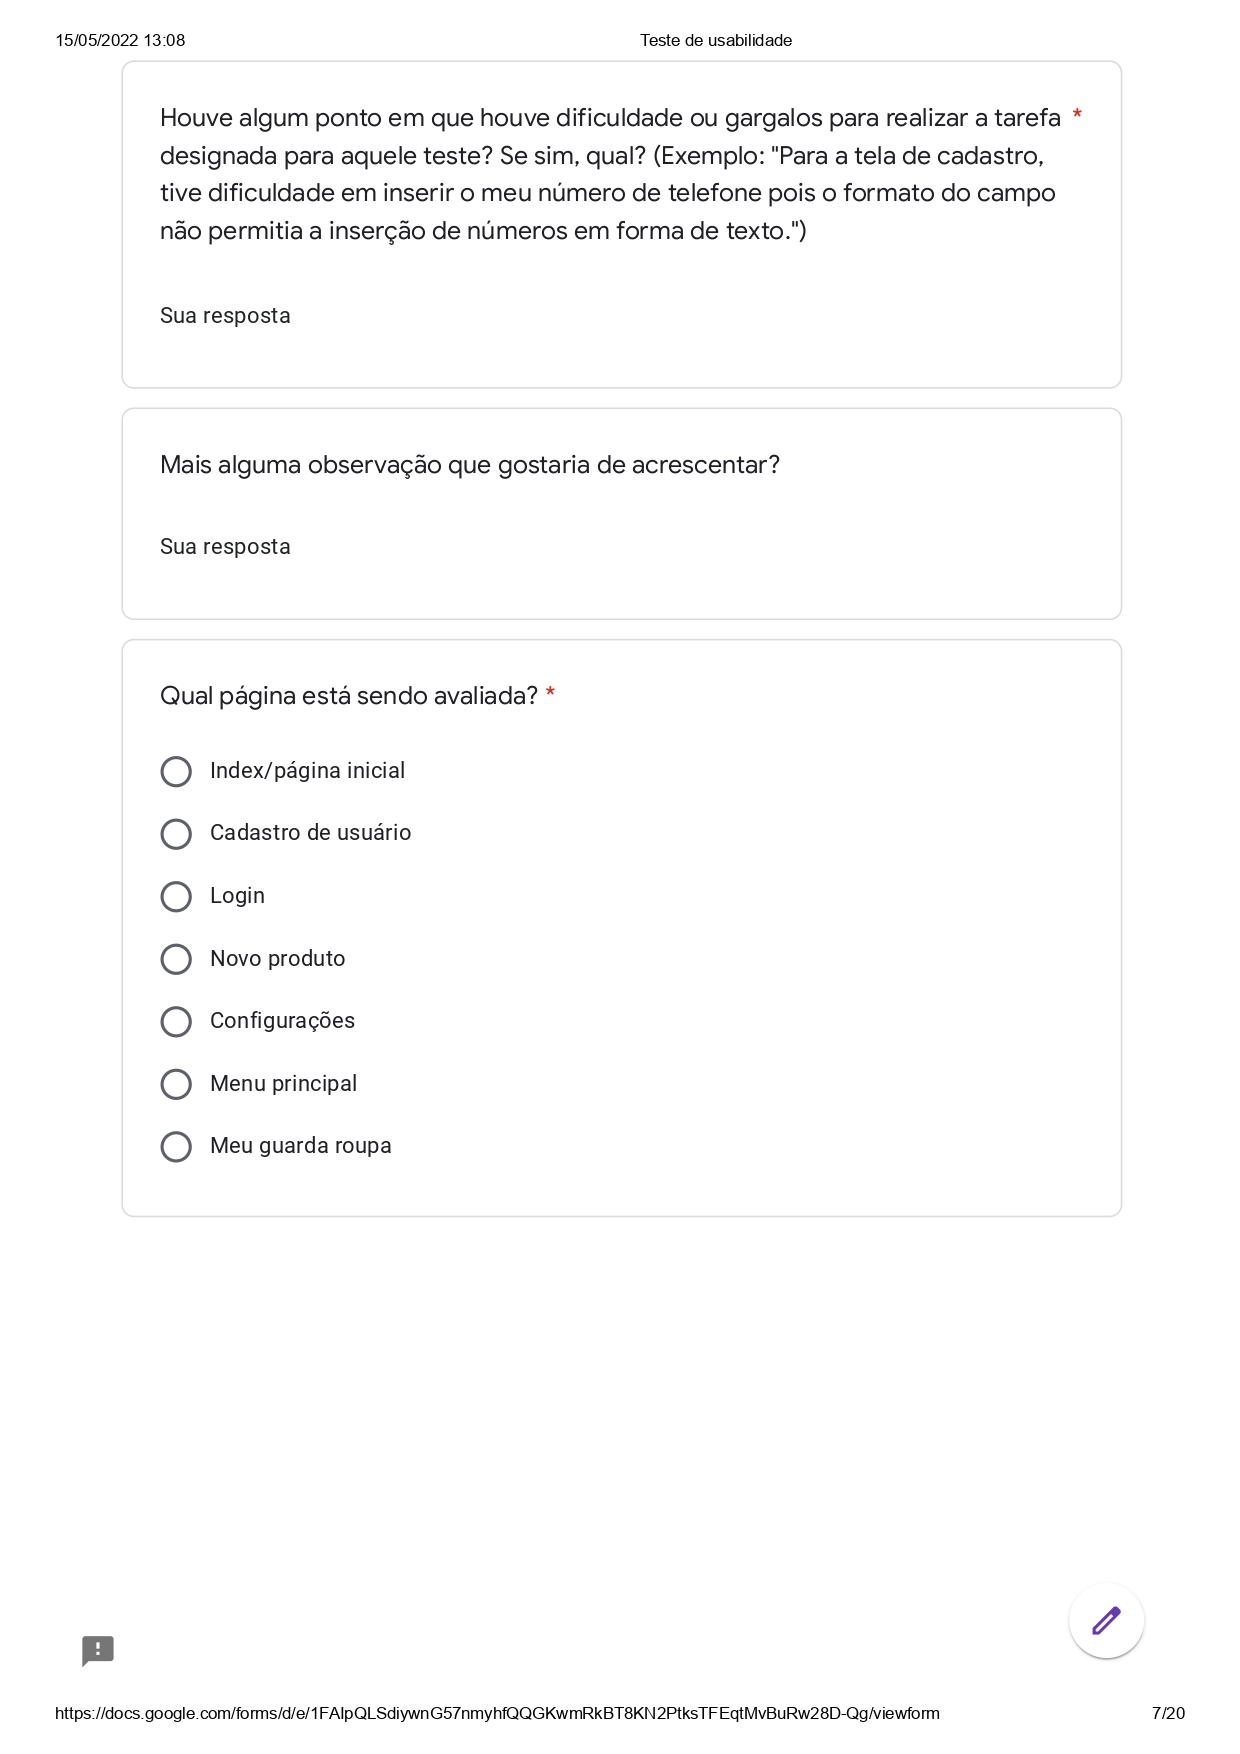 15/05/2022 13:08
Teste de usabilidade
Houve algum ponto em que houve dificuldade ou gargalos para realizar a tarefa *
designada para aquele teste? Se sim, qual? (Exemplo: "Para a tela de cadastro,
tive dificuldade em inserir o meu número de telefone pois o formato do campo
não permitia a inserção de números em forma de texto.")
Sua resposta
Mais alguma observação que gostaria de acrescentar?
Sua resposta
Qual página está sendo avaliada? *
Index/página inicial
Cadastro de usuário
Login
Novo produto
Configurações
Menu principal
Meu guarda roupa
https://docs.google.com/forms/d/e/1FAIpQLSdiywnG57nmyhfQQGKwmRkBT8KN2PtksTFEqtMvBuRw28D-Qg/viewform
7/20